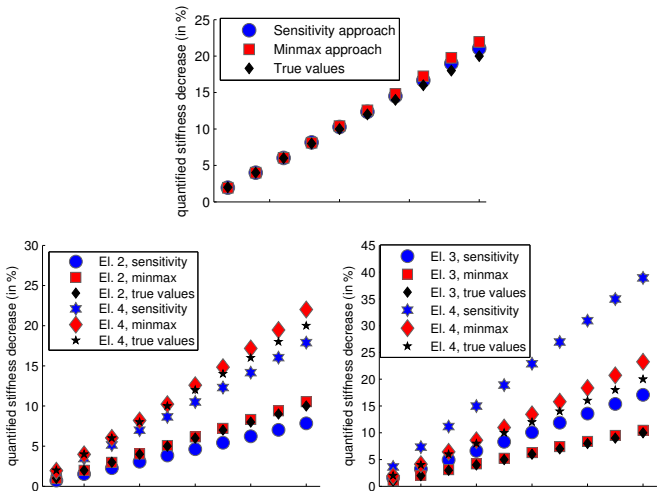 quantified stiffness decrease (in %)
25
20
15
10
5
0
Sensitivity approach
Minmax approach
True values
quantified stiffness decrease (in %)
30
25
20
15
10
5
0
El. 2, sensitivity
El. 2, minmax
El. 2, true values
El. 4, sensitivity
El. 4, minmax
El. 4, true values
quantified stiffness decrease (in %)
45
40
35
30
25
20
15
10
5
0
El. 3, sensitivity
El. 3, minmax
El. 3, true values
El. 4, sensitivity
El. 4, minmax
El. 4, true values